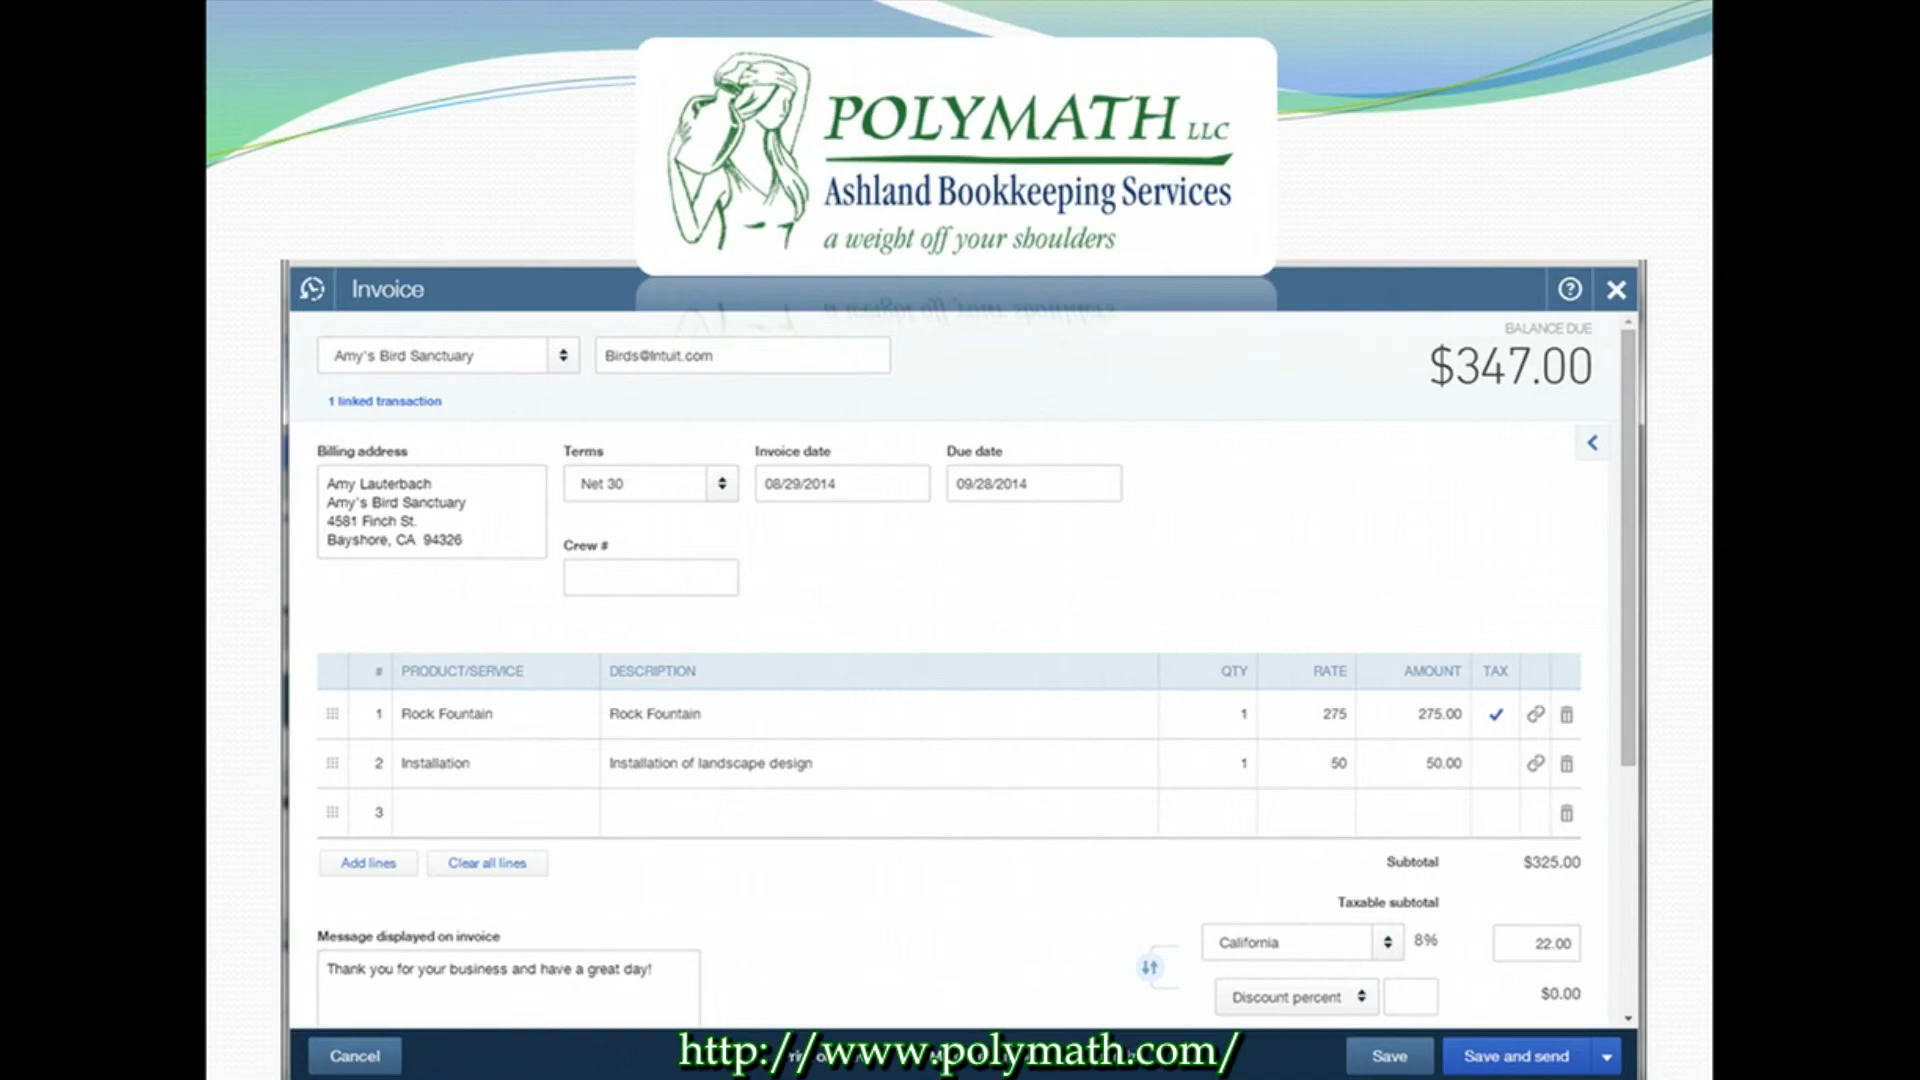 POLYMATH LLC
Ashland Bookkeeping Services
a weight off your shoulders
Invoice
Amy's Bird Sanctuary
Birds@Intuit.com
BALANCE DUE
$347.00
1 linked transaction
Billing address
Terms
Invoice date
Due date
Amy Lauterbach
Amy's Bird Sanctuary
4581 Finch St.
Bayshore, CA 94326
Net 30
08/29/2014
09/28/2014
Crew #
# PRODUCT/SERVICE DESCRIPTION QTY RATE AMOUNT TAX
1 Rock Fountain Rock Fountain 1 275 275.00
2 Installation Installation of landscape design 1 50 50.00
3
Add lines
Clear all lines
Subtotal $325.00
Taxable subtotal
California 8% 22.00
Discount percent $0.00
Message displayed on invoice
Thank you for your business and have a great day!
Cancel
http://www.polymath.com/
Save
Save and send